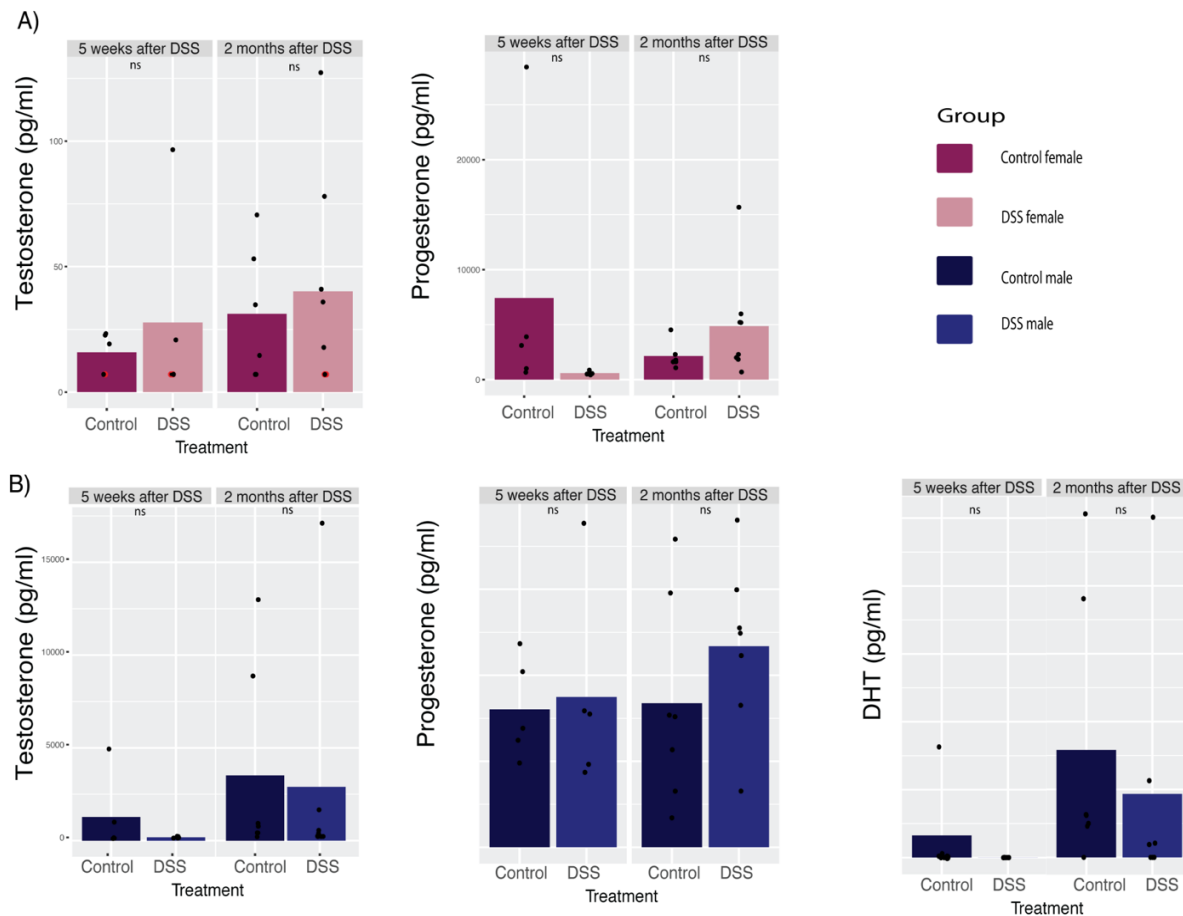 A)
5 weeks after DSS 2 months after DSS
ns ns
Testosterone (pg/ml)
100
50
0
Control DSS Control DSS
Treatment
5 weeks after DSS 2 months after DSS
ns ns
Progesterone (pg/ml)
20000
10000
0
Control DSS Control DSS
Treatment
Group
Control female
DSS female
Control male
DSS male
B)
5 weeks after DSS 2 months after DSS
ns ns
Testosterone (pg/ml)
15000
10000
5000
0
Control DSS Control DSS
Treatment
5 weeks after DSS 2 months after DSS
ns ns
Progesterone (pg/ml)
Control DSS Control DSS
Treatment
5 weeks after DSS 2 months after DSS
ns ns
DHT (pg/ml)
Control DSS Control DSS
Treatment